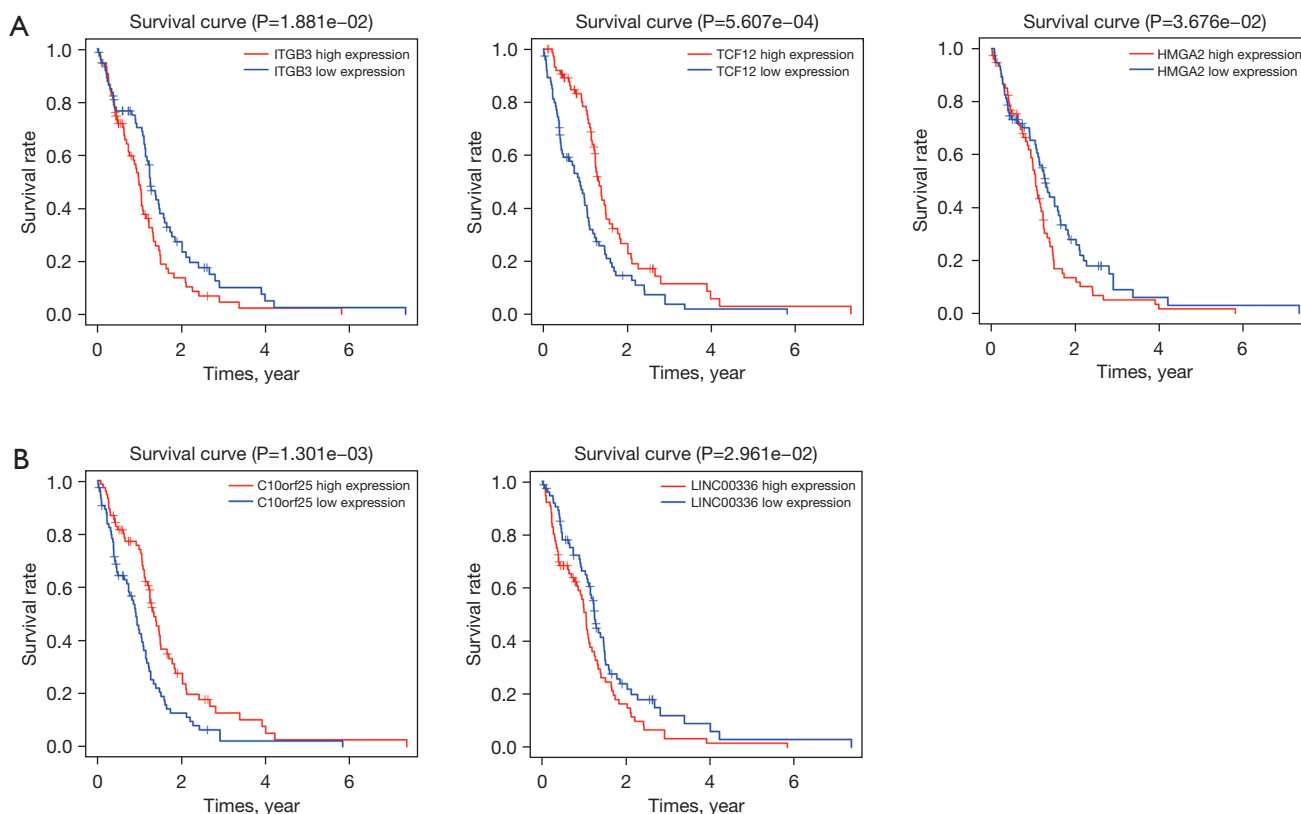 A
Survival curve (P=1.881e−02)
ITGB3 high expression
ITGB3 low expression
Survival rate
1.0
0.8
0.6
0.4
0.2
0.0
0 2 4 6
Times, year
Survival curve (P=5.607e−04)
TCF12 high expression
TCF12 low expression
Survival rate
1.0
0.8
0.6
0.4
0.2
0.0
0 2 4 6
Times, year
Survival curve (P=3.676e−02)
HMGA2 high expression
HMGA2 low expression
Survival rate
1.0
0.8
0.6
0.4
0.2
0.0
0 2 4 6
Times, year
B
Survival curve (P=1.301e−03)
C10orf25 high expression
C10orf25 low expression
Survival rate
1.0
0.8
0.6
0.4
0.2
0.0
0 2 4 6
Times, year
Survival curve (P=2.961e−02)
LINC00336 high expression
LINC00336 low expression
Survival rate
1.0
0.8
0.6
0.4
0.2
0.0
0 2 4 6
Times, year